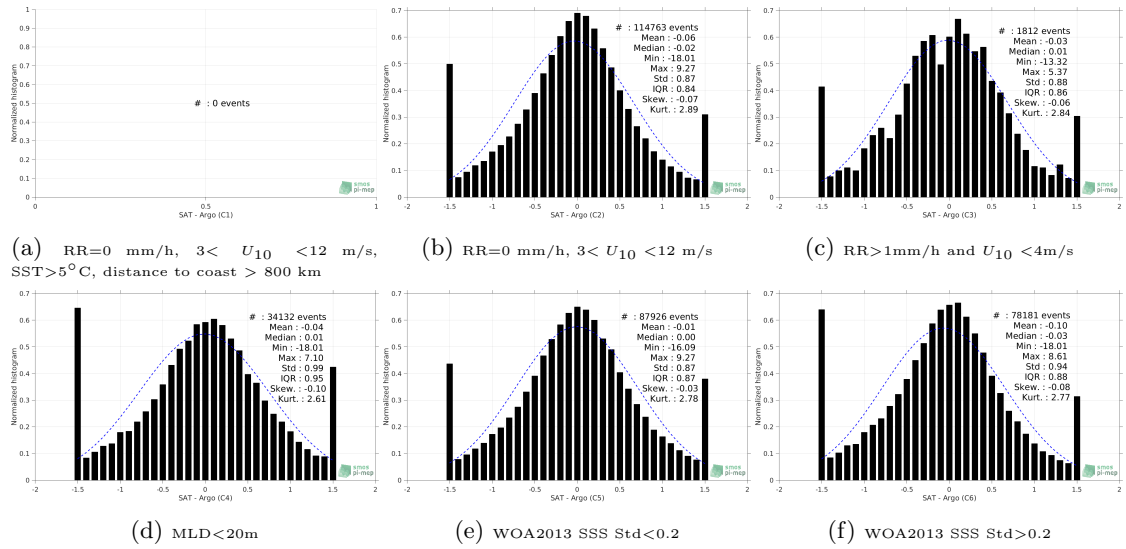 Normalized histogram
1
0.9
0.8
0.7
0.6
0.5
0.4
0.3
0.2
0.1
0
# : 0 events
smos
pi-mep
0 0.5 1
SAT - Argo (C1)
(a) RR=0 mm/h, 3< U10 <12 m/s,
SST>5°C, distance to coast > 800 km
Normalized histogram
0.7
0.6
0.5
0.4
0.3
0.2
0.1
0
# : 114763 events
Mean : -0.06
Median : -0.02
Min : -18.01
Max : 9.27
Std : 0.87
IQR : 0.84
Skew. : -0.07
Kurt. : 2.89
smos
pi-mep
-2 -1.5 -1 -0.5 0 0.5 1 1.5 2
SAT - Argo (C2)
(b) RR=0 mm/h, 3< U10 <12 m/s
Normalized histogram
0.7
0.6
0.5
0.4
0.3
0.2
0.1
0
# : 1812 events
Mean : -0.03
Median : 0.01
Min : -13.32
Max : 5.37
Std : 0.88
IQR : 0.86
Skew. : -0.06
Kurt. : 2.84
smos
pi-mep
-2 -1.5 -1 -0.5 0 0.5 1 1.5 2
SAT - Argo (C3)
(c) RR>1mm/h and U10 <4m/s
Normalized histogram
0.7
0.6
0.5
0.4
0.3
0.2
0.1
0
# : 34132 events
Mean : -0.04
Median : 0.01
Min : -18.01
Max : 7.10
Std : 0.99
IQR : 0.95
Skew. : -0.10
Kurt. : 2.61
smos
pi-mep
-2 -1.5 -1 -0.5 0 0.5 1 1.5 2
SAT - Argo (C4)
(d) MLD<20m
Normalized histogram
0.7
0.6
0.5
0.4
0.3
0.2
0.1
0
# : 87926 events
Mean : -0.01
Median : 0.00
Min : -16.09
Max : 9.27
Std : 0.87
IQR : 0.87
Skew. : -0.03
Kurt. : 2.78
smos
pi-mep
-2 -1.5 -1 -0.5 0 0.5 1 1.5 2
SAT - Argo (C5)
(e) WOA2013 SSS Std<0.2
Normalized histogram
0.7
0.6
0.5
0.4
0.3
0.2
0.1
0
# : 78181 events
Mean : -0.10
Median : -0.03
Min : -18.01
Max : 8.61
Std : 0.94
IQR : 0.88
Skew. : -0.08
Kurt. : 2.77
smos
pi-mep
-2 -1.5 -1 -0.5 0 0.5 1 1.5 2
SAT - Argo (C6)
(f) WOA2013 SSS Std>0.2